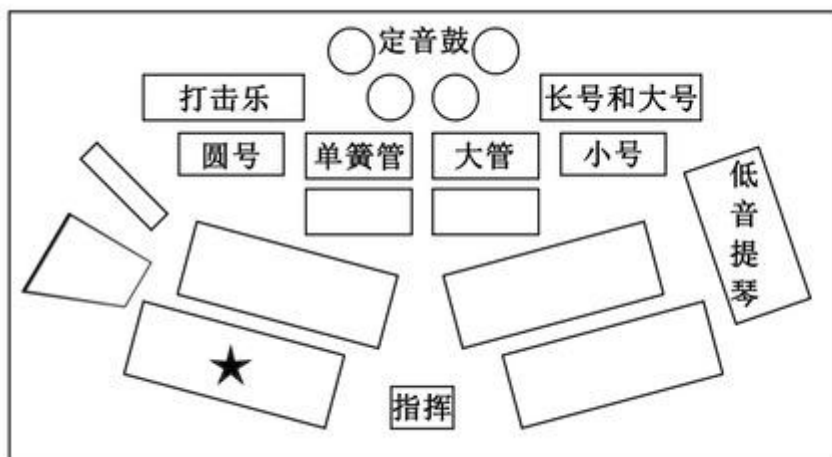 定音鼓
打击乐
长号和大号
圆号
单簧管
大管
小号
低音提琴
指挥